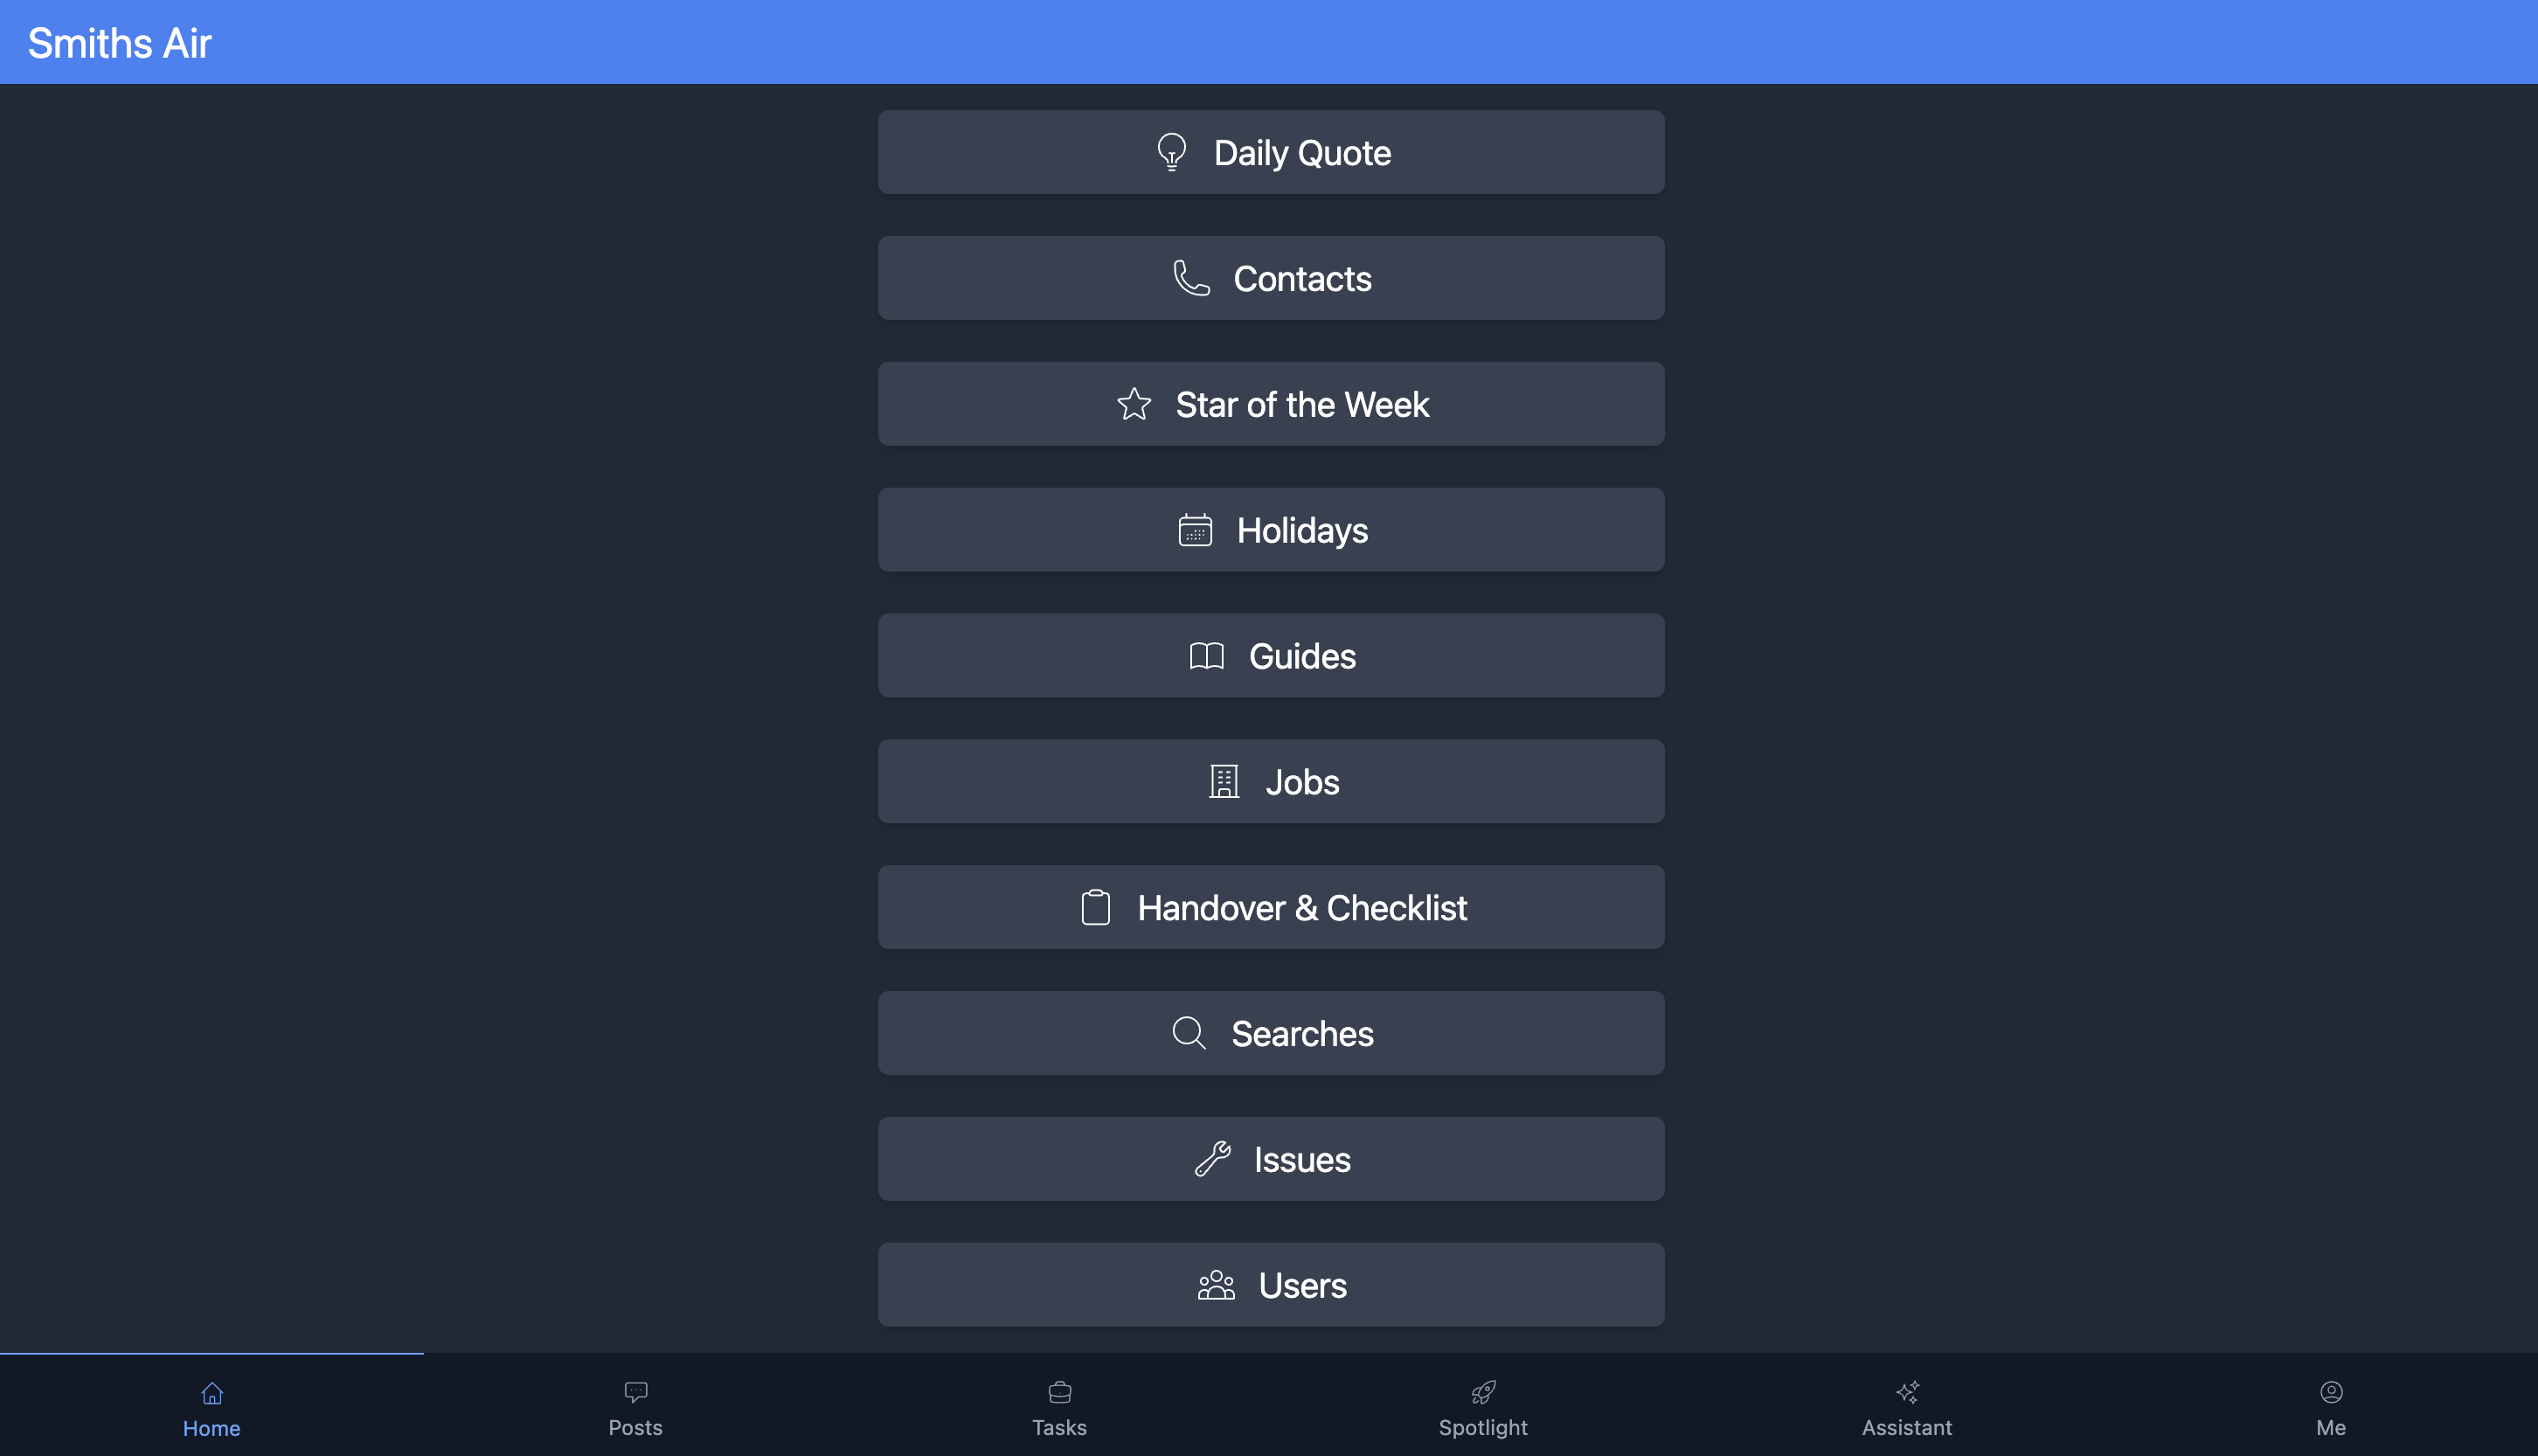 Smiths Air
Daily Quote
Contacts
Star of the Week
Holidays
Guides
Jobs
Handover & Checklist
Searches
Issues
Users
Home
Posts
Tasks
Spotlight
Assistant
Me